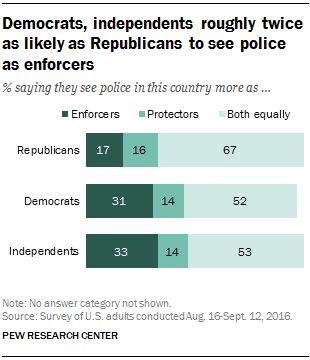 Democrats, independents roughly twice
as likely as Republicans to see police
as enforcers
% saying they see police in this country more as ...
Enforcers Protectors Both equally
Republicans 17 16 67
Democrats 31 14 52
Independents 33 14 53
Note: No answer category not shown.
Source: Survey of U.S. adults conducted Aug. 16-Sept. 12, 2016.
PEW RESEARCH CENTER